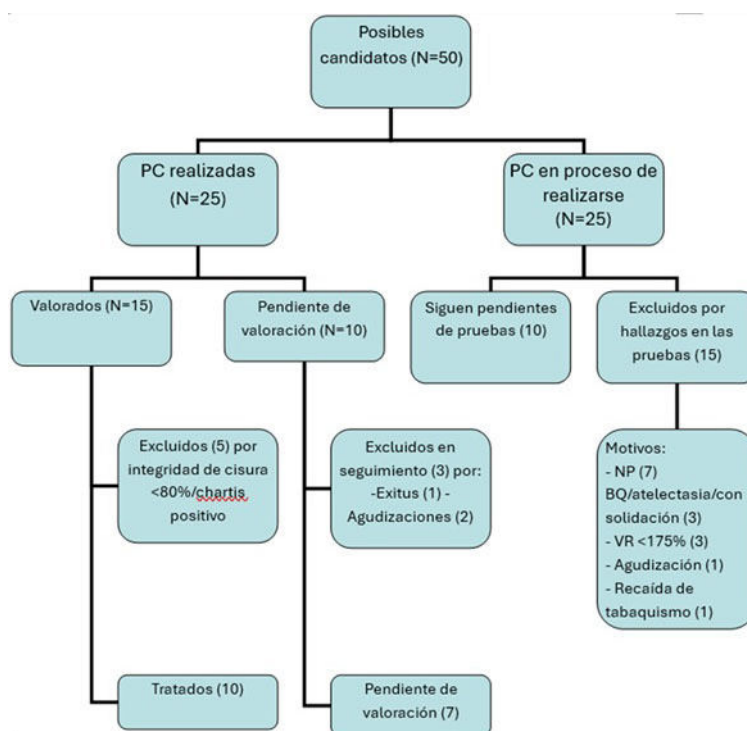 Posibles
candidatos (N=50)
PC realizadas
(N=25)
PC en proceso de
realizarse
(N=25)
Valorados (N=15)
Pendiente de
valoración (N=10)
Siguen pendientes
de pruebas (10)
Excluidos por
hallazgos en las
pruebas (15)
Excluidos (5) por
integridad de cisura
<80%/chartis
positivo
Excluidos en
seguimiento (3) por:
-Exitus (1) -
Agudizaciones (2)
Motivos:
- NP (7)
BQ/atelectasia/con
solidación (3)
- VR <175% (3)
- Agudización (1)
- Recaída de
tabaquismo (1)
Tratados (10)
Pendiente de
valoración (7)